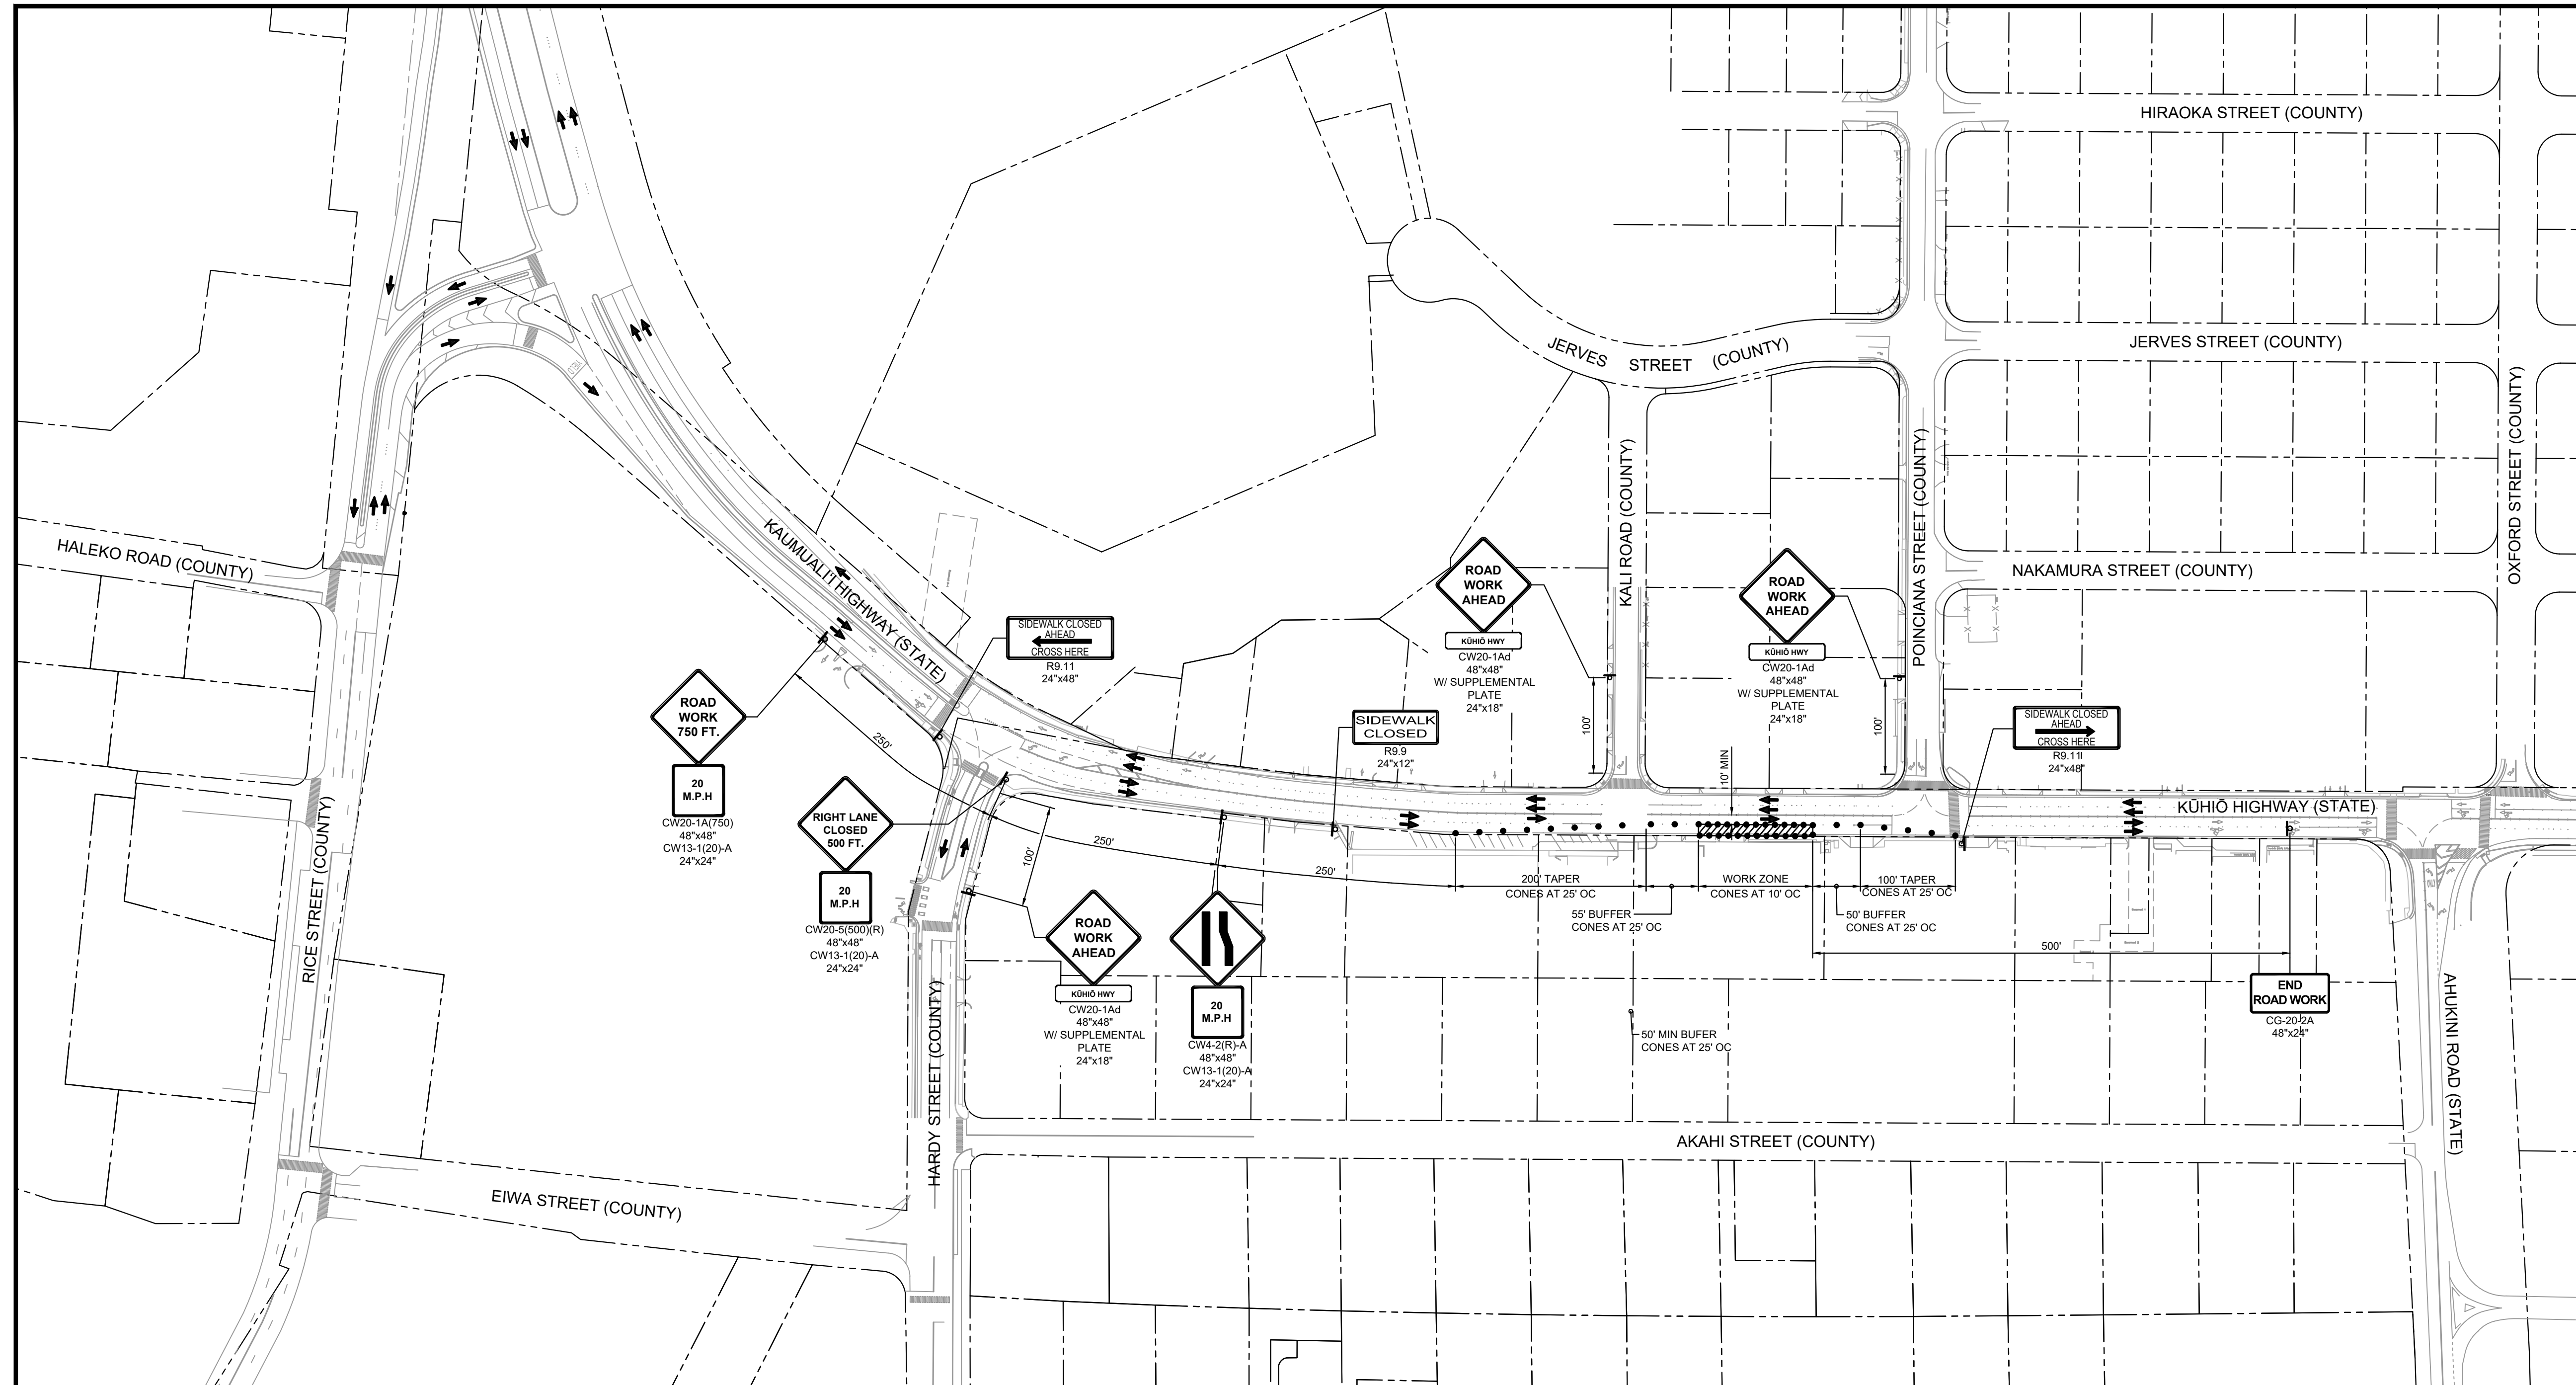 HIRAOKA STREET (COUNTY)
JERVES STREET (COUNTY)
JERVES STREET (COUNTY)
OXFORD STREET (COUNTY)
KALI ROAD (COUNTY)
POINCIANA STREET (COUNTY)
NAKAMURA STREET (COUNTY)
HALEKO ROAD (COUNTY)
KAUMUALI'I HIGHWAY (STATE)
YIELD
ROAD
WORK
AHEAD
KŪHIŌ HWY
CW20-1Ad
48"x48"
W/ SUPPLEMENTAL
PLATE
24"x18"
100'
ROAD
WORK
AHEAD
KŪHIŌ HWY
CW20-1Ad
48"x48"
W/ SUPPLEMENTAL
PLATE
24"x18"
100'
SIDEWALK CLOSED
AHEAD
CROSS HERE
R9.11
24"x48"
ROAD
WORK
750 FT.
20
M.P.H
CW20-1A(750)
48"x48"
CW13-1(20)-A
24"x24"
250'
SIDEWALK
CLOSED
R9.9
24"x12"
10' MIN
SIDEWALK CLOSED
AHEAD
CROSS HERE
R9.11
24"x48"
KŪHIŌ HIGHWAY (STATE)
RIGHT LANE
CLOSED
500 FT.
20
M.P.H
CW20-5(500)(R)
48"x48"
CW13-1(20)-A
24"x24"
100'
250'
250'
200' TAPER
CONES AT 25' OC
WORK ZONE
CONES AT 10' OC
100' TAPER
CONES AT 25' OC
55' BUFFER
CONES AT 25' OC
50' BUFFER
CONES AT 25' OC
500'
RICE STREET (COUNTY)
ROAD
WORK
AHEAD
KŪHIŌ HWY
CW20-1Ad
48"x48"
W/ SUPPLEMENTAL
PLATE
24"x18"
20
M.P.H
CW4-2(R)-A
48"x48"
CW13-1(20)-A
24"x24"
50' MIN BUFER
CONES AT 25' OC
END
ROAD WORK
CG-20-2A
48"x24"
HARDY STREET (COUNTY)
AHUKINI ROAD (STATE)
AKAHI STREET (COUNTY)
EIWA STREET (COUNTY)